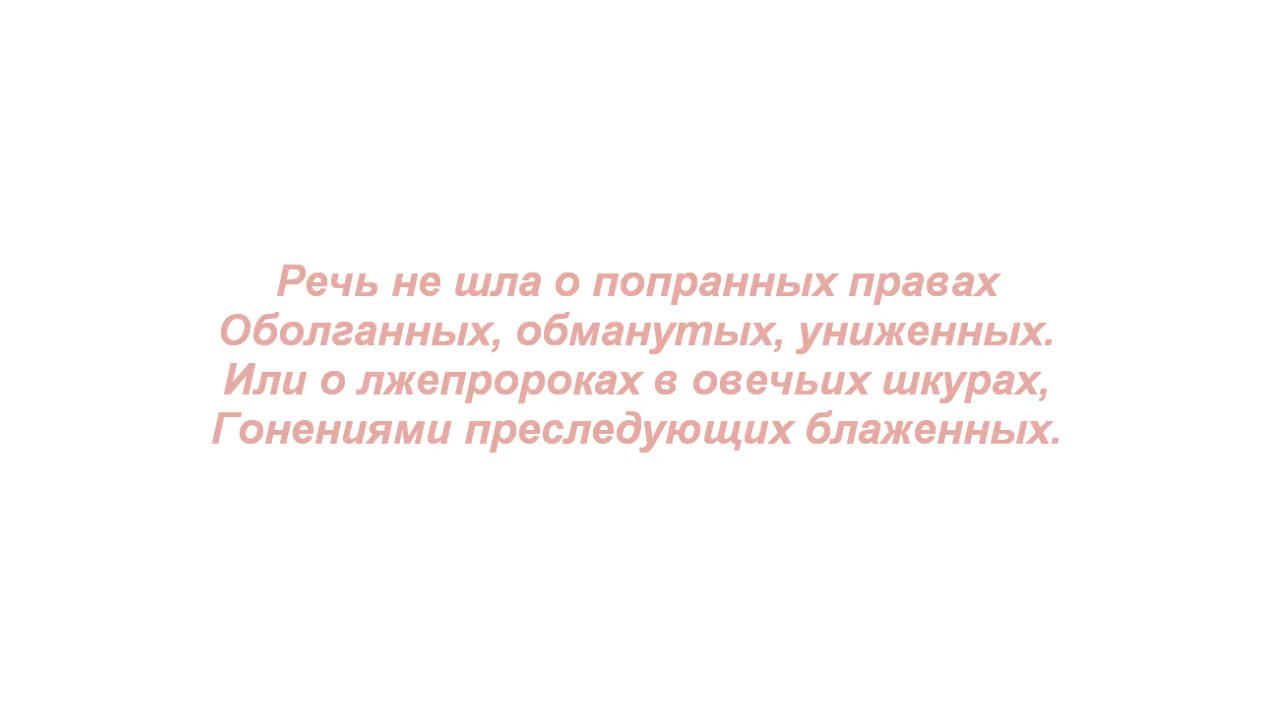 Речь не шла о попранных правах
Оболганных, обманутых, униженных.
Или о лжепророках в овечьих шкурах,
Гонениями преследующих блаженных.